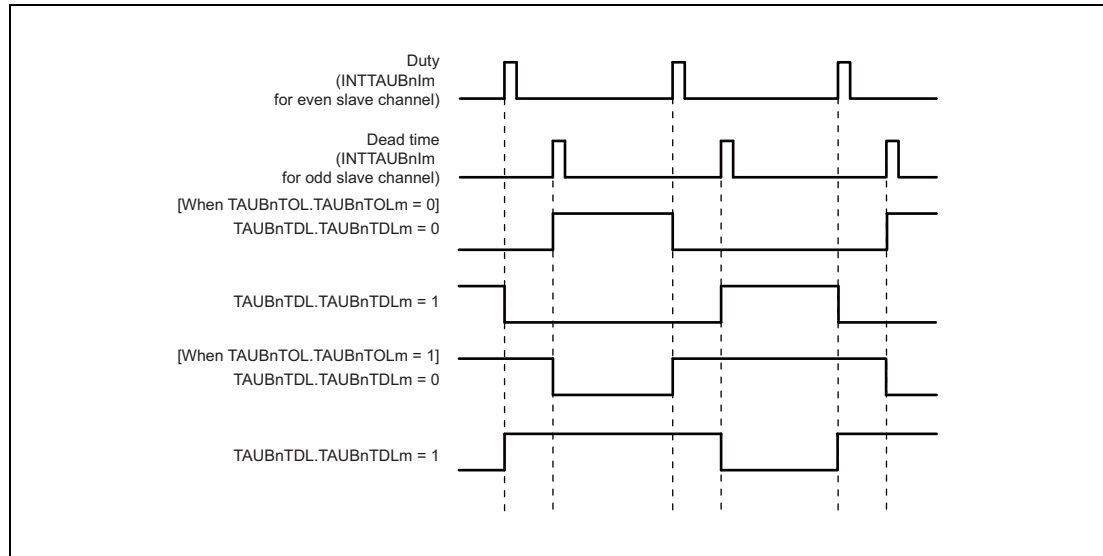 Duty
(INTTAUBnIm
for even slave channel)
Dead time
(INTTAUBnIm
for odd slave channel)
[When TAUBnTOL.TAUBnTOLm = 0]
TAUBnTDL.TAUBnTDLm = 0
TAUBnTDL.TAUBnTDLm = 1
[When TAUBnTOL.TAUBnTOLm = 1]
TAUBnTDL.TAUBnTDLm = 0
TAUBnTDL.TAUBnTDLm = 1